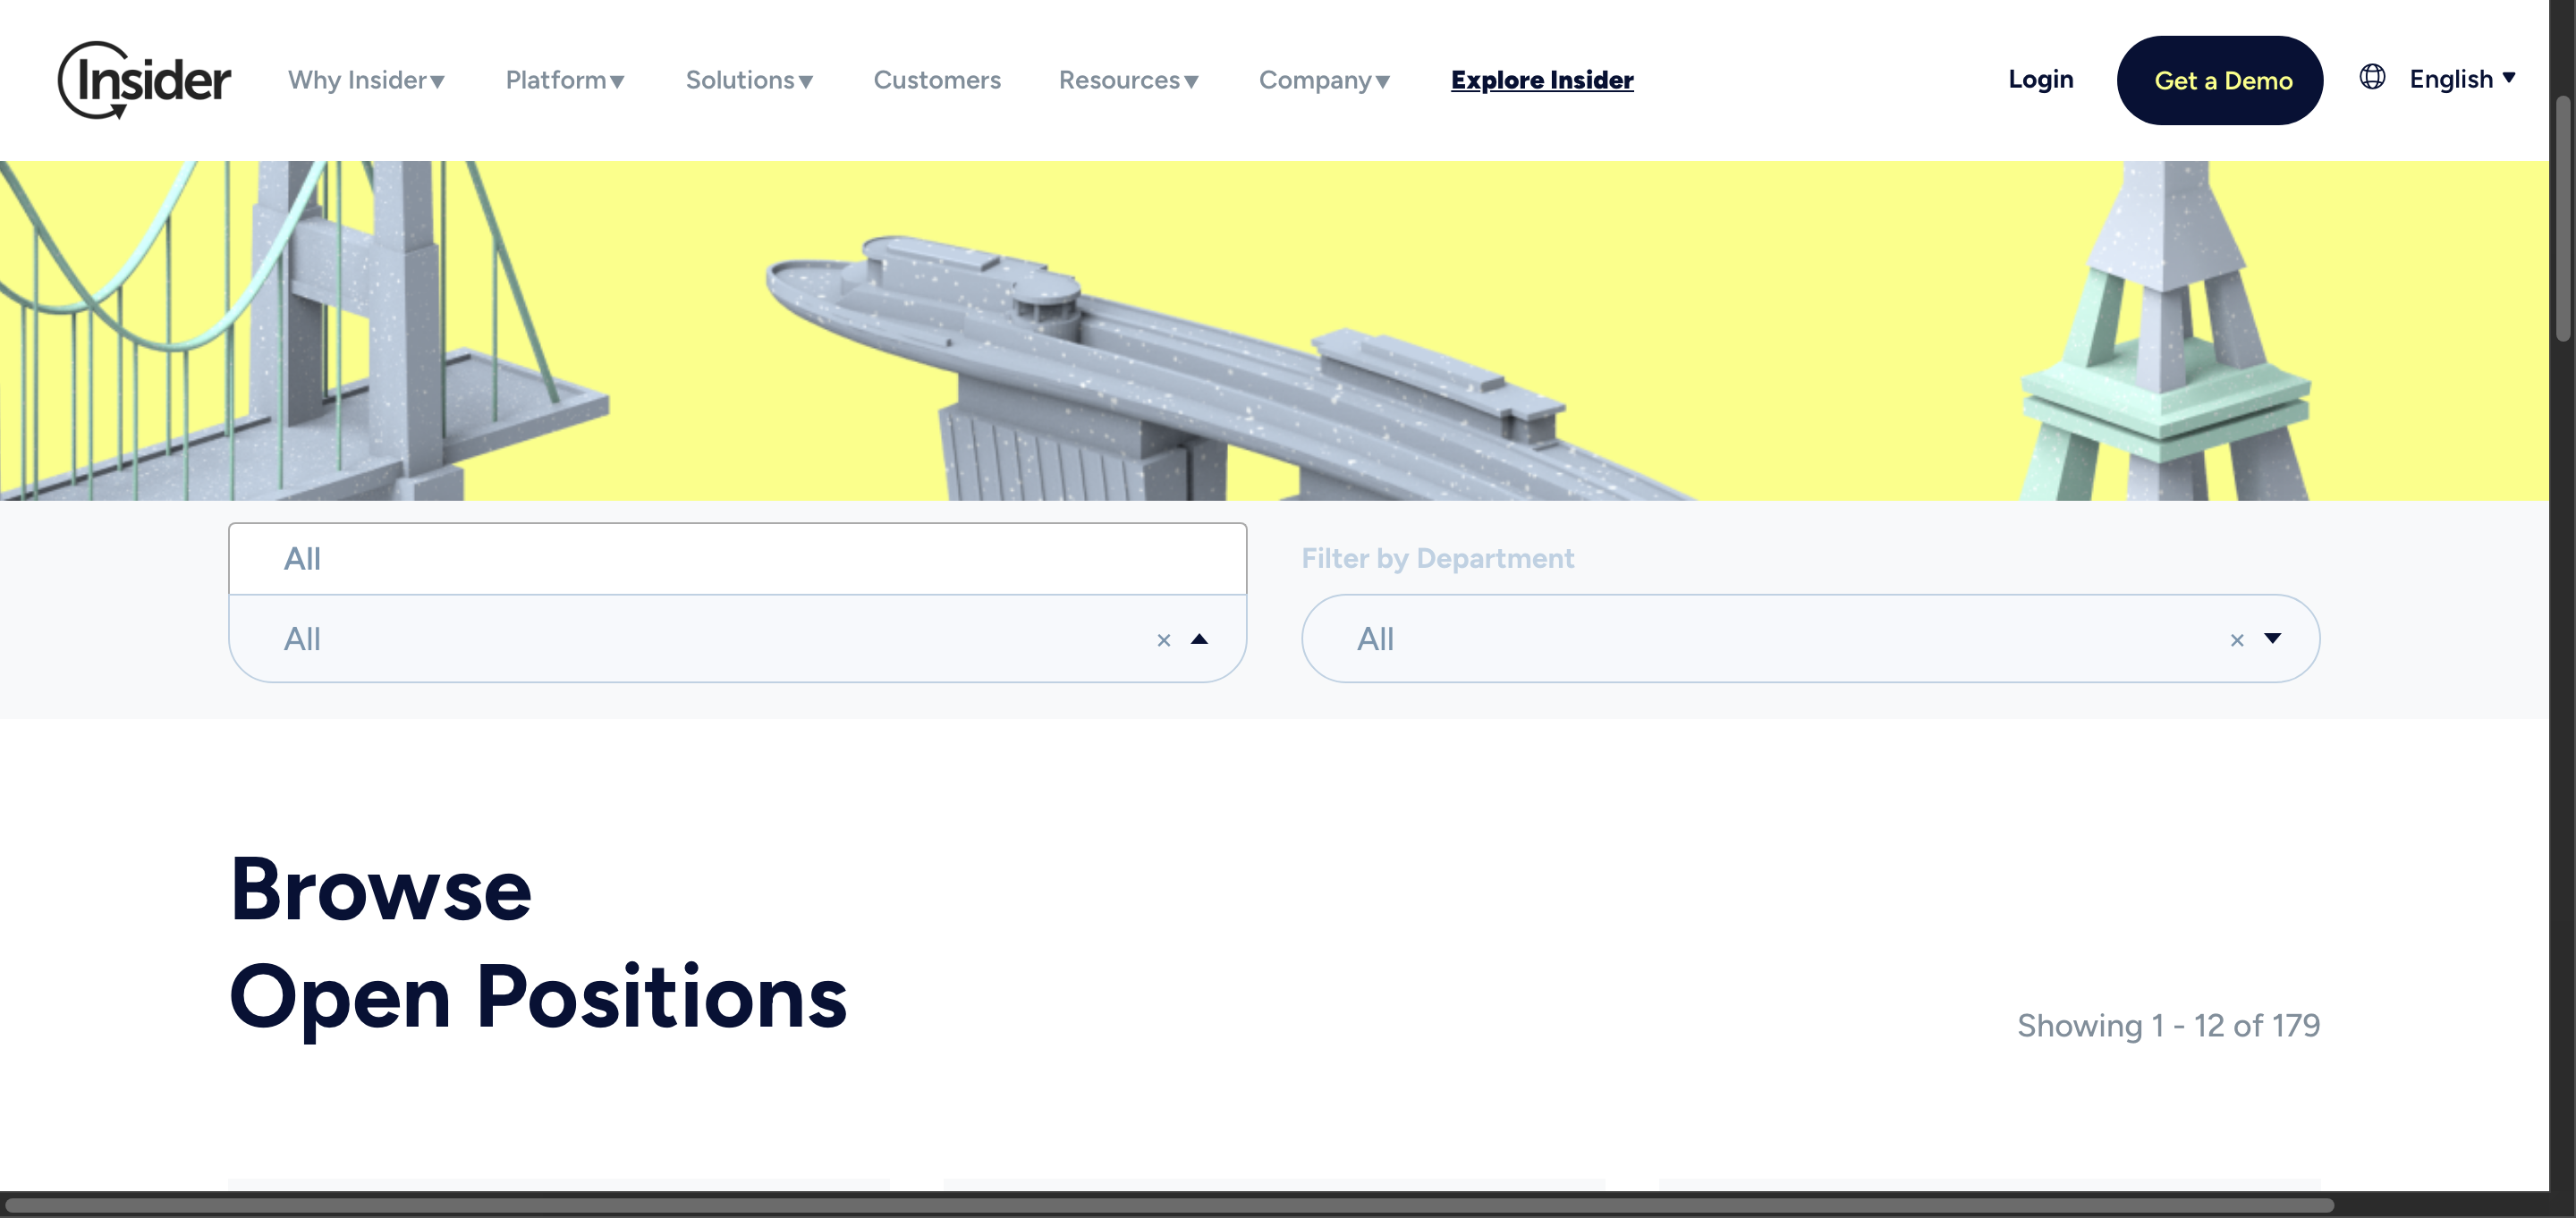 Insider
Why Insider
Platform
Solutions
Customers
Resources
Company
Explore Insider
Login
Get a Demo
English
All
Filter by Department
All
All
Browse
Open Positions
Showing 1 - 12 of 179